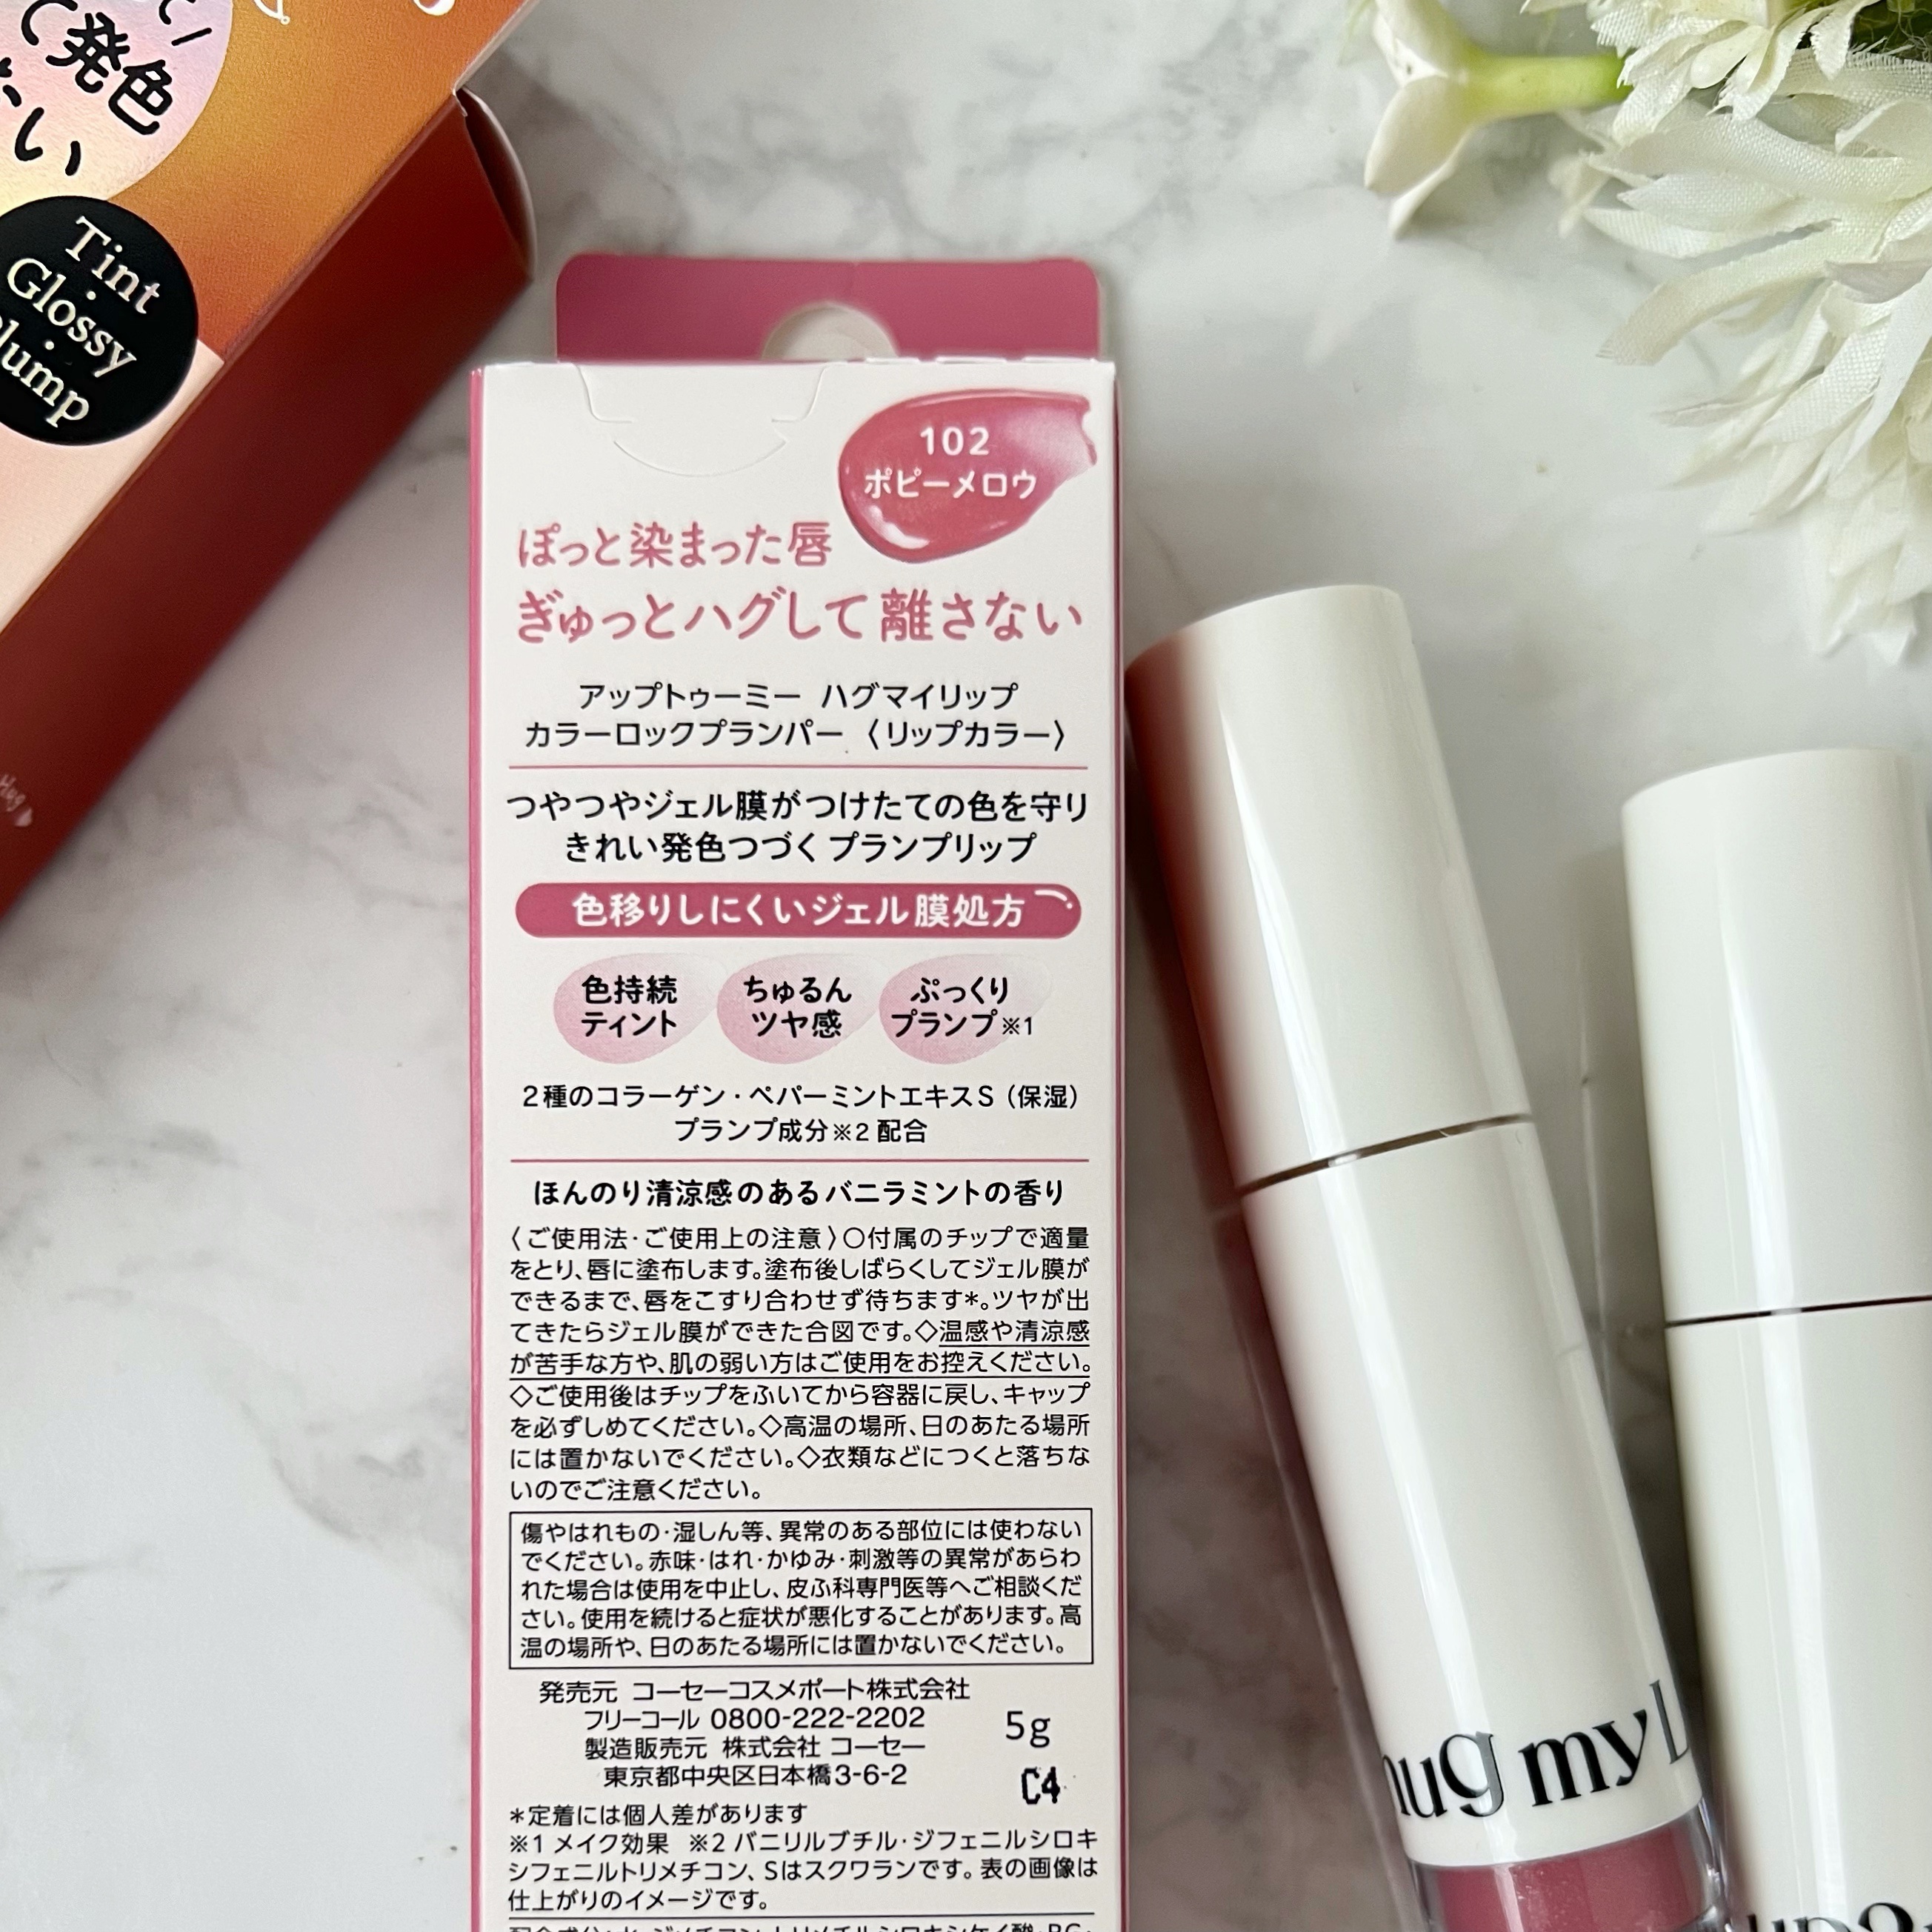 発色
Tint
Glossy
Hug
102
ポピーメロウ
ぽっと染まった唇
ぎゅっとハグして離さない
アップトゥーミー ハグマイリップ
カラーロックプランパー 〈リップカラー〉
つやつやジェル膜がつけたての色を守り
きれい発色つづくプランプリップ
色移りしにくいジェル膜処方
色持続
ティント
ちゅるん
ツヤ感
ぷっくり
プランプ※1
2種のコラーゲン・ペパーミントエキスS（保湿）
プランプ成分※2配合
ほんのり清涼感のあるバニラミントの香り
〈ご使用法・ご使用上の注意〉○付属のチップで適量
をとり、唇に塗布します。塗布後しばらくしてジェル膜が
できるまで、唇をこすり合わせず待ちます*。ツヤが出
てきたらジェル膜ができた合図です。◇温感や清涼感
が苦手な方や、肌の弱い方はご使用をお控えください。
◇ご使用後はチップをふいてから容器に戻し、キャップ
を必ずしめてください。◇高温の場所、日のあたる場所
には置かないでください。◇衣類などにつくと落ちな
いのでご注意ください。
傷やはれもの・湿しん等、異常のある部位には使わない
でください。赤味・はれ・かゆみ・刺激等の異常があらわ
れた場合は使用を中止し、皮ふ科専門医等へご相談くだ
さい。使用を続けると症状が悪化することがあります。高
温の場所や、日のあたる場所には置かないでください。
発売元 コーセーコスメポート株式会社
フリーコール 0800-222-2202
製造販売元 株式会社 コーセー
東京都中央区日本橋3-6-2
5g
C4
*定着には個人差があります
※1 メイク効果 ※2 バニリルブチル・ジフェニルシロキ
シフェニルトリメチコン、Sはスクワランです。表の画像は
仕上がりのイメージです。
hug my L